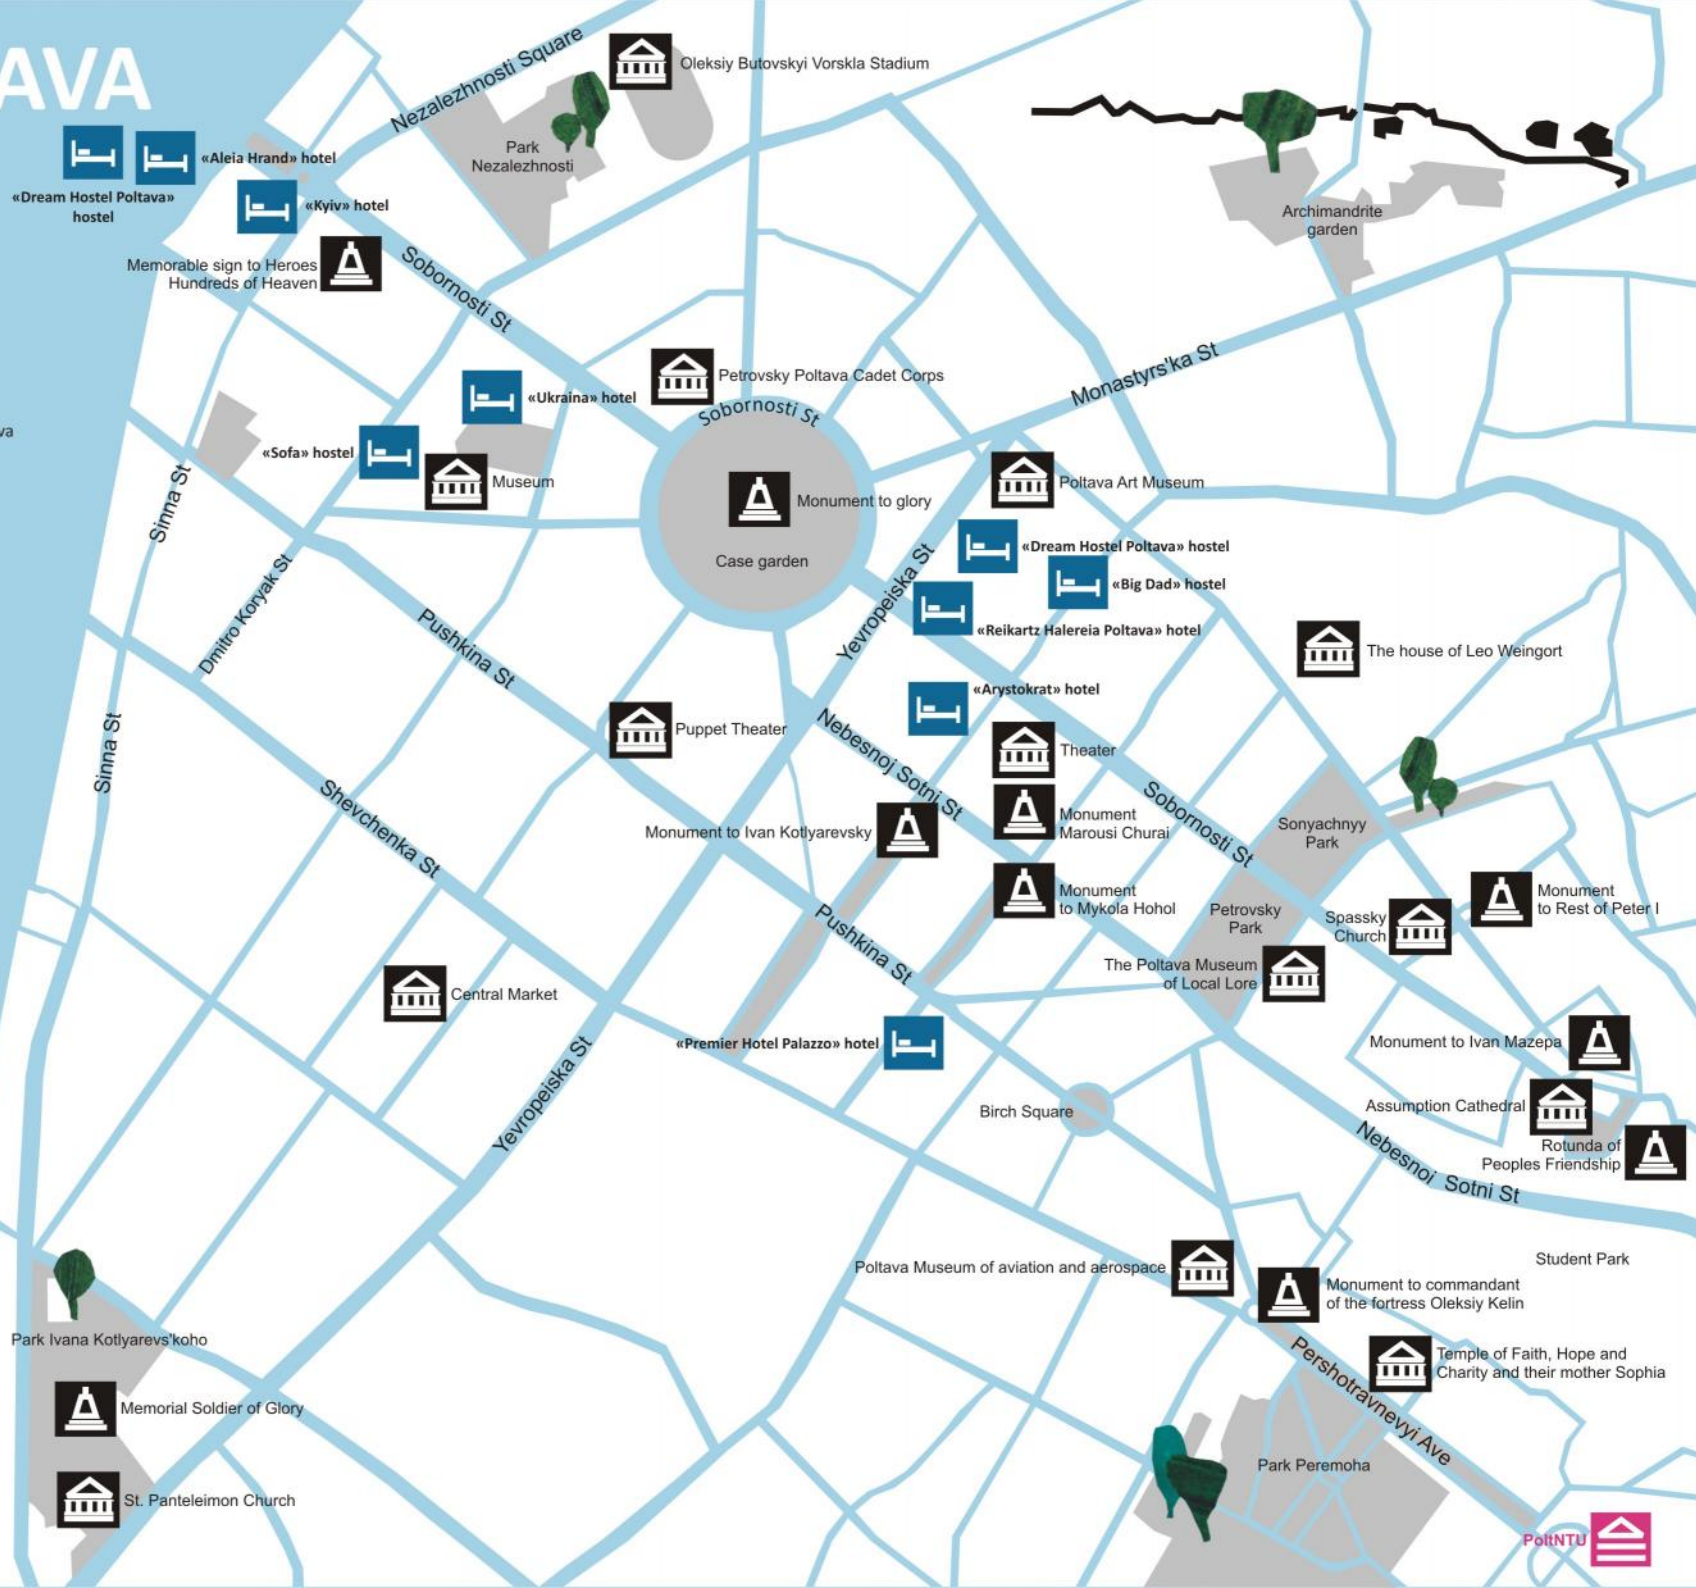 AVA
Nezalezhnosti Square
Oleksiy Butovskyi Vorskla Stadium
Park
Nezalezhnosti
«Aleia Hrand» hotel
«Dream Hostel Poltava»
hostel
«Kyiv» hotel
Memorable sign to Heroes
Hundreds of Heaven
Sobornosti St
Archimandrite
garden
Monastyrs'ka St
Petrovsky Poltava Cadet Corps
«Ukraina» hotel
Sobornosti St
va
«Sofa» hostel
Museum
Monument to glory
Case garden
Poltava Art Museum
Sinna St
«Dream Hostel Poltava» hostel
«Big Dad» hostel
Yevropeiska St
«Reikartz Halereia Poltava» hotel
Dmitro Koryak St
Pushkina St
The house of Leo Weingort
«Arystokrat» hotel
Puppet Theater
Nebesnoj Sotni St
Theater
Sinna St
Shevchenka St
Monument to Ivan Kotlyarevsky
Monument
Marousi Churai
Sobornosti St
Sonyachnyy
Park
Monument
to Mykola Hohol
Petrovsky
Park
Spassky
Church
Monument
to Rest of Peter I
Pushkina St
The Poltava Museum
of Local Lore
Central Market
«Premier Hotel Palazzo» hotel
Monument to Ivan Mazepa
Yevropeiska St
Birch Square
Assumption Cathedral
Rotunda of
Peoples Friendship
Nebesnoi Sotni St
Poltava Museum of aviation and aerospace
Student Park
Monument to commandant
of the fortress Oleksiy Kelin
Park Ivana Kotlyarevs'koho
Temple of Faith, Hope and
Charity and their mother Sophia
Pershotravnevyi Ave
Memorial Soldier of Glory
Park Peremoha
St. Panteleimon Church
PoltNTU